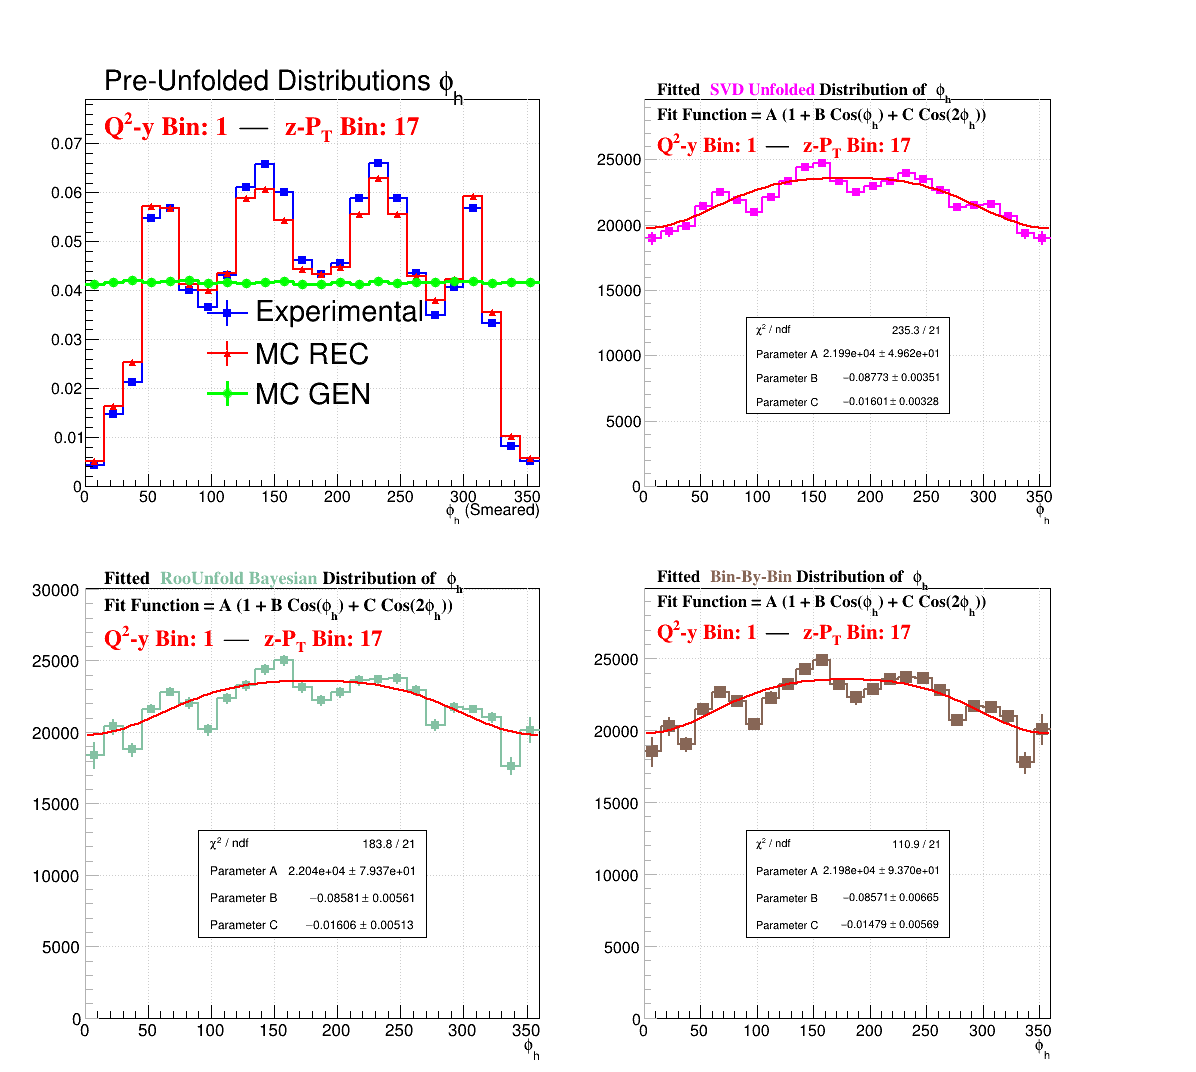 Pre-Unfolded Distributions ϕh
Q²-y Bin: 1 — z-PT Bin: 17
0.07
0.06
0.05
0.04
0.03
0.02
0.01
0
Experimental
MC REC
MC GEN
0 50 100 150 200 250 300 350
ϕh (Smeared)
Fitted SVD Unfolded Distribution of ϕh
Fit Function = A (1 + B Cos(ϕh) + C Cos(2ϕh))
Q²-y Bin: 1 — z-PT Bin: 17
25000
20000
15000
10000
5000
0
χ² / ndf 235.3 / 21
Parameter A 2.199e+04 ± 4.962e+01
Parameter B −0.08773 ± 0.00351
Parameter C −0.01601 ± 0.00328
0 50 100 150 200 250 300 350
ϕh
Fitted RooUnfold Bayesian Distribution of ϕh
Fit Function = A (1 + B Cos(ϕh) + C Cos(2ϕh))
Q²-y Bin: 1 — z-PT Bin: 17
30000
25000
20000
15000
10000
5000
0
χ² / ndf 183.8 / 21
Parameter A 2.204e+04 ± 7.937e+01
Parameter B −0.08581 ± 0.00561
Parameter C −0.01606 ± 0.00513
0 50 100 150 200 250 300 350
ϕh
Fitted Bin-By-Bin Distribution of ϕh
Fit Function = A (1 + B Cos(ϕh) + C Cos(2ϕh))
Q²-y Bin: 1 — z-PT Bin: 17
25000
20000
15000
10000
5000
0
χ² / ndf 110.9 / 21
Parameter A 2.198e+04 ± 9.370e+01
Parameter B −0.08571 ± 0.00665
Parameter C −0.01479 ± 0.00569
0 50 100 150 200 250 300 350
ϕh